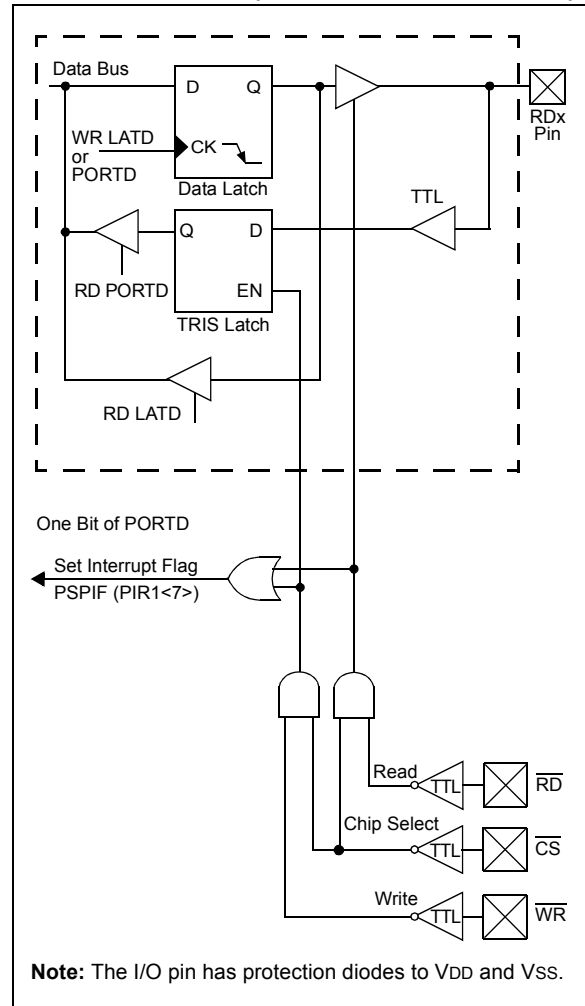 Data Bus
D Q
RDx
Pin
WR LATD
or
PORTD
CK
Data Latch
TTL
Q D
RD PORTD
EN
TRIS Latch
RD LATD
One Bit of PORTD
Set Interrupt Flag
PSPIF (PIR1<7>)
Read
TTL
RD
Chip Select
TTL
CS
Write
TTL
WR
Note: The I/O pin has protection diodes to VDD and VSS.